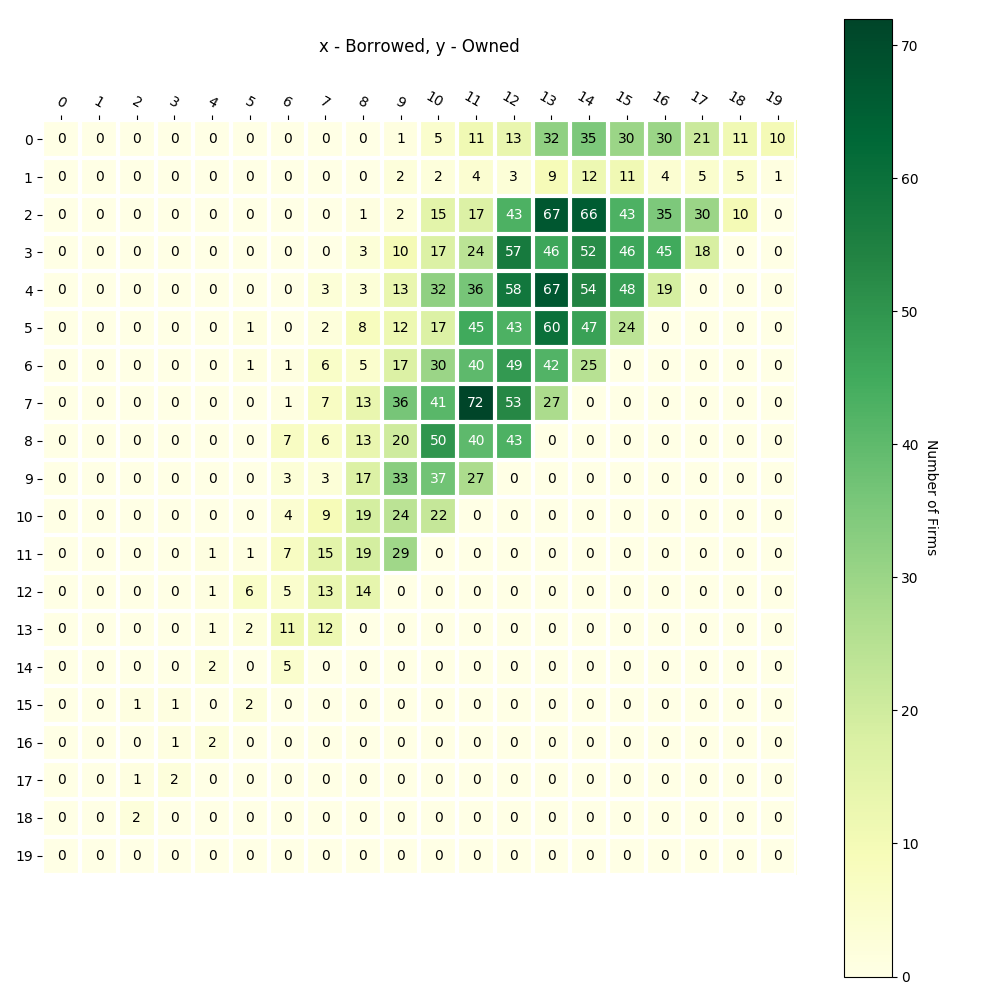 x - Borrowed, y - Owned
0 1 2 3 4 5 6 7 8 9 10 11 12 13 14 15 16 17 18 19
0 0 0 0 0 0 0 0 0 0 1 5 11 13 32 35 30 30 21 11 10
1 0 0 0 0 0 0 0 0 0 2 2 4 3 9 12 11 4 5 5 1
2 0 0 0 0 0 0 0 0 1 2 15 17 43 67 66 43 35 30 10 0
3 0 0 0 0 0 0 0 0 3 10 17 24 57 46 52 46 45 18 0 0
4 0 0 0 0 0 0 0 3 3 13 32 36 58 67 54 48 19 0 0 0
5 0 0 0 0 0 1 0 2 8 12 17 45 43 60 47 24 0 0 0 0
6 0 0 0 0 0 1 1 6 5 17 30 40 49 42 25 0 0 0 0 0
7 0 0 0 0 0 0 1 7 13 36 41 72 53 27 0 0 0 0 0 0
8 0 0 0 0 0 0 7 6 13 20 50 40 43 0 0 0 0 0 0 0
9 0 0 0 0 0 0 3 3 17 33 37 27 0 0 0 0 0 0 0 0
10 0 0 0 0 0 0 4 9 19 24 22 0 0 0 0 0 0 0 0 0
11 0 0 0 0 1 1 7 15 19 29 0 0 0 0 0 0 0 0 0 0
12 0 0 0 0 1 6 5 13 14 0 0 0 0 0 0 0 0 0 0 0
13 0 0 0 0 1 2 11 12 0 0 0 0 0 0 0 0 0 0 0 0
14 0 0 0 0 2 0 5 0 0 0 0 0 0 0 0 0 0 0 0 0
15 0 0 1 1 0 2 0 0 0 0 0 0 0 0 0 0 0 0 0 0
16 0 0 0 1 2 0 0 0 0 0 0 0 0 0 0 0 0 0 0 0
17 0 0 1 2 0 0 0 0 0 0 0 0 0 0 0 0 0 0 0 0
18 0 0 2 0 0 0 0 0 0 0 0 0 0 0 0 0 0 0 0 0
19 0 0 0 0 0 0 0 0 0 0 0 0 0 0 0 0 0 0 0 0
70
60
50
40
30
20
10
0
Number of Firms